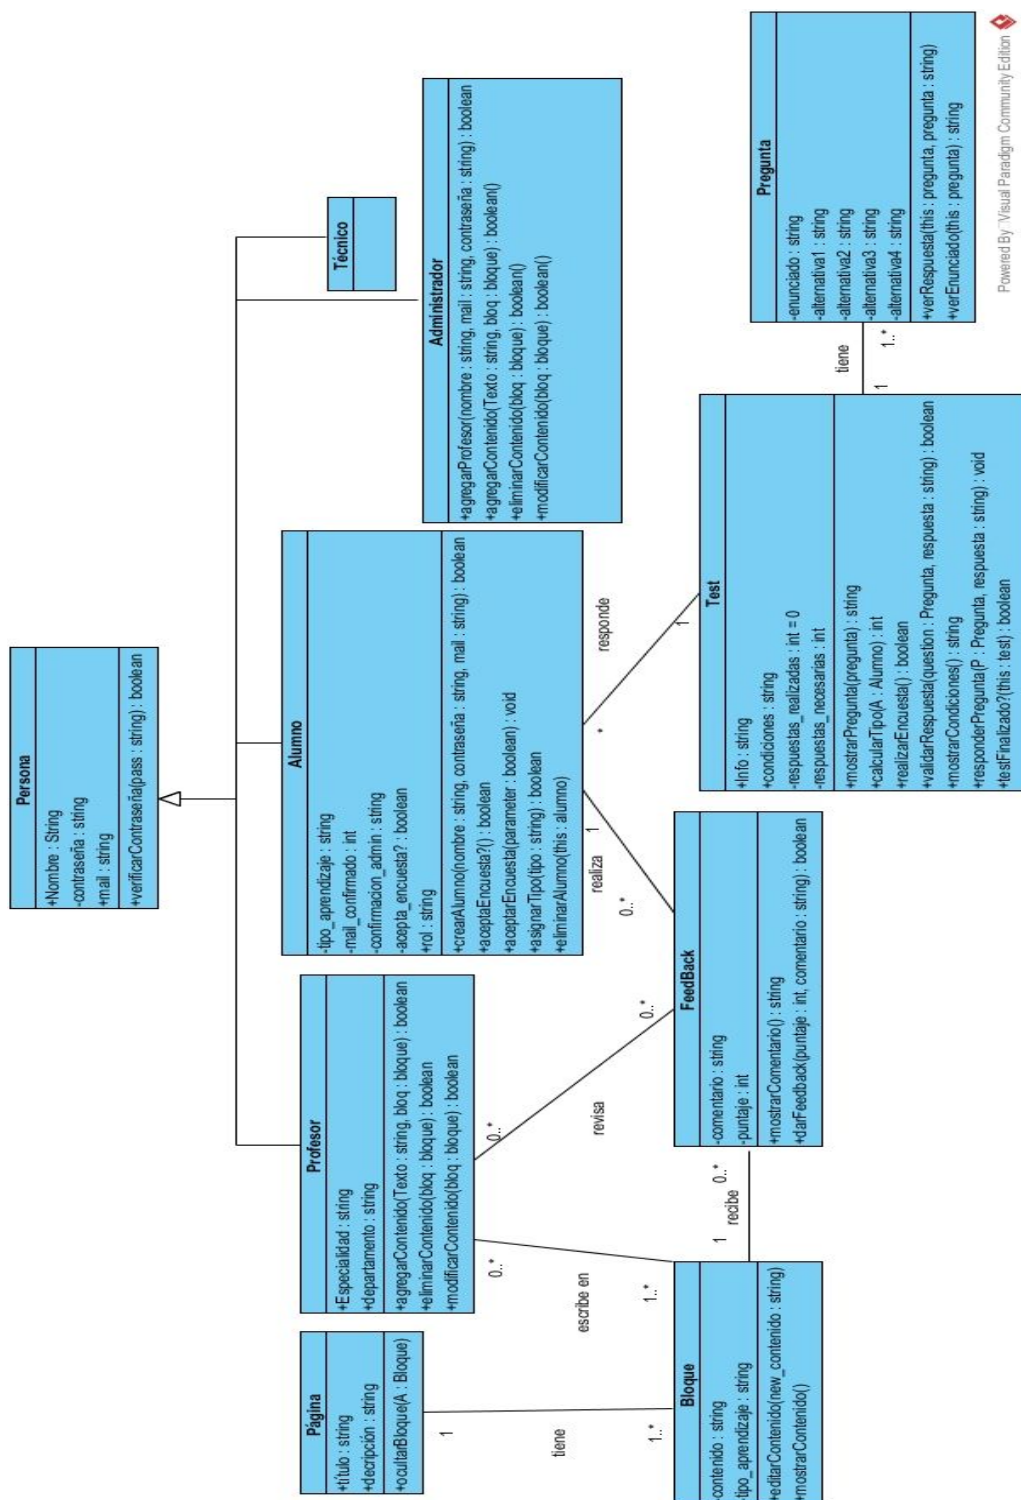 Persona
+Nombre : String
-contraseña : string
+mail : string
+verificarContraseña(pass : string) : boolean
Página
+título : string
+decripción : string
+ocultarBloque(A : Bloque)
Profesor
+Especialidad : string
+departamento : string
+agregarContenido(Texto : string, bloq : bloque) : boolean
+eliminarContenido(bloq : bloque) : boolean
+modificarContenido(bloq : bloque) : boolean
Alumno
-tipo_aprendizaje : string
-mail_confirmado : int
-confirmacion_admin : string
-acepta_encuesta? : boolean
+rol : string
+crearAlumno(nombre : string, contraseña : string, mail : string) : boolean
+aceptaEncuesta?() : boolean
+aceptarEncuesta(parameter : boolean) : void
+asignarTipo(tipo : string) : boolean
+eliminarAlumno(this : alumno)
Técnico
Administrador
+agregarProfesor(nombre : string, mail : string, contraseña : string) : boolean
+agregarContenido(Texto : string, bloq : bloque) : boolean()
+eliminarContenido(bloq : bloque) : boolean()
+modificarContenido(bloq : bloque) : boolean()
1
tiene
1..*
0..*
escribe en
1..*
0..*
revisa
0..*
1
realiza
0..*
*
responde
1
Bloque
-contenido : string
-tipo_aprendizaje : string
+editarContenido(new_contenido : string)
+mostrarContenido()
1
recibe
0..*
FeedBack
-comentario : string
-puntaje : int
+mostrarComentario() : string
+darFeedback(puntaje : int, comentario : string) : boolean
Test
+Info : string
+condiciones : string
-respuestas_realizadas : int = 0
-respuestas_necesarias : int
+mostrarPregunta(pregunta) : string
+calcularTipo(A : Alumno) : int
+realizarEncuesta() : boolean
+validarRespuesta(question : Pregunta, respuesta : string) : boolean
+mostrarCondiciones() : string
+responderPregunta(P : Pregunta, respuesta : string) : void
+testFinalizado?(this : test) : boolean
1
tiene
1..*
Pregunta
-enunciado : string
-alternativa1 : string
-alternativa2 : string
-alternativa3 : string
-alternativa4 : string
+verRespuesta(this : pregunta, pregunta : string)
+verEnunciado(this : pregunta) : string
Powered By Visual Paradigm Community Edition